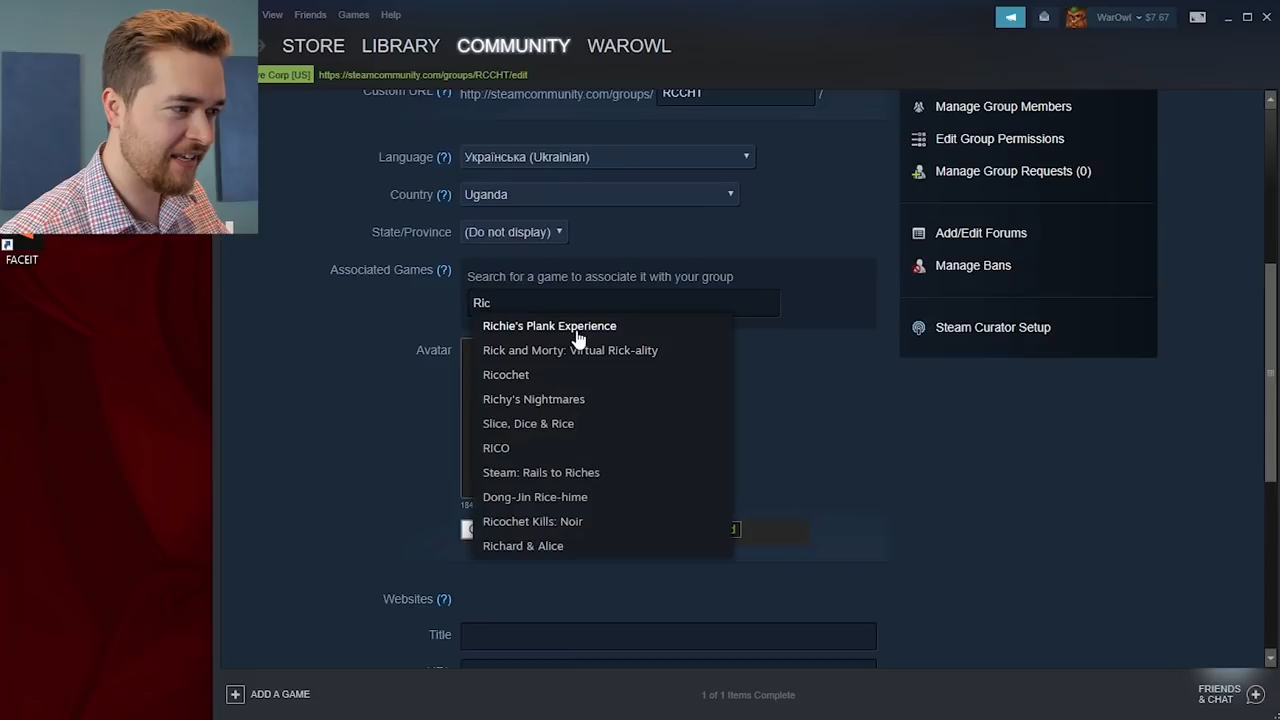 View Friends Games Help
WarOwl $7.67
STORE LIBRARY COMMUNITY WAROWL
ve Corp [US] https://steamcommunity.com/groups/RCCHT/edit
Custom URL (?) http://steamcommunity.com/groups/ RCCHT /
Manage Group Members
Edit Group Permissions
Language (?) Українська (Ukrainian)
Manage Group Requests (0)
Country (?) Uganda
State/Province (Do not display)
Add/Edit Forums
FACEIT
Associated Games (?) Search for a game to associate it with your group
Manage Bans
Ric
Richie's Plank Experience
Steam Curator Setup
Avatar
Rick and Morty: Virtual Rick-ality
Ricochet
Richy's Nightmares
Slice, Dice & Rice
RICO
Steam: Rails to Riches
Dong-Jin Rice-hime
184
Ricochet Kills: Noir
Richard & Alice
Websites (?)
Title
ADD A GAME
1 of 1 Items Complete
FRIENDS
& CHAT